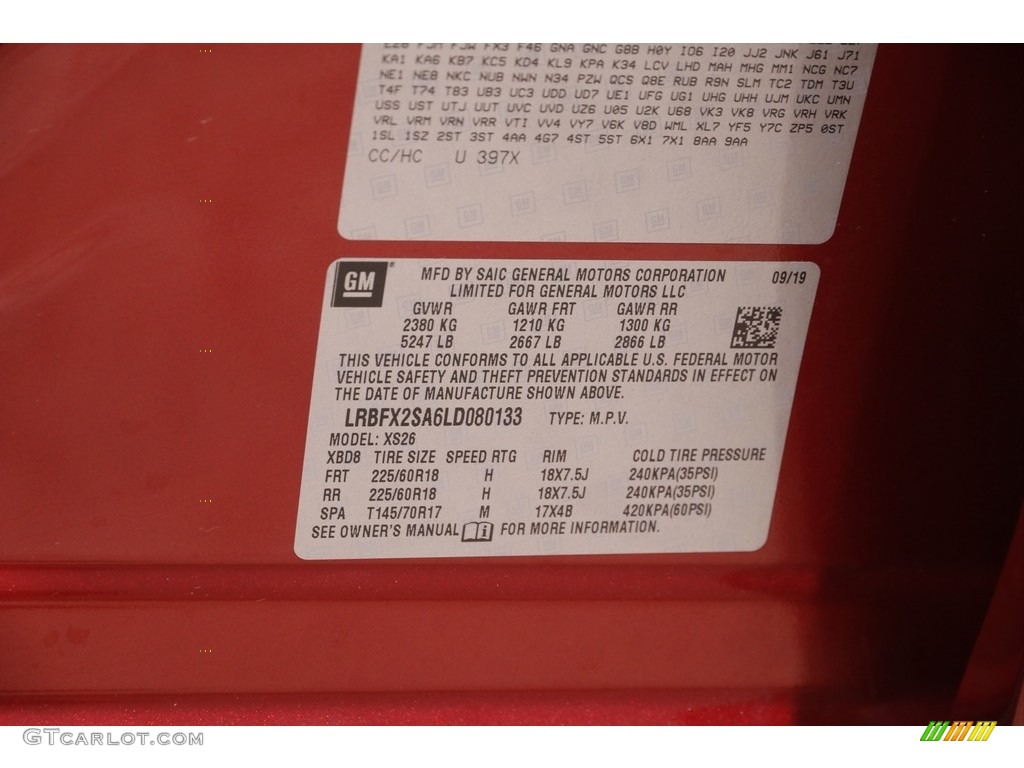 KA1 KA6 KB7 KC5 KD4 KL9 KPA K34 LCV LHD MAH MHG MM1 NCG NC7
NE1 NE8 NKC NUB NWN N34 PZW QCS Q8E RUB R9N SLM TC2 TDM T3U
T4F T74 T83 UB3 UC3 UDD UD7 UE1 UFG UG1 UHG UHH UJM UKC UMN
USS UST UTJ UUT UVC UVD UZ6 U05 U2K U68 VK3 VK8 VRG VRH VRK
VRL VRM VRN VRR VTI VV4 VY7 V6K V8D WML XL7 YF5 Y7C ZP5 0ST
1SL 1SZ 2ST 3ST 4AA 4G7 4ST 5ST 6X1 7X1 8AA 9AA
CC/HC U 397X
GM
MFD BY SAIC GENERAL MOTORS CORPORATION 09/19
LIMITED FOR GENERAL MOTORS LLC
GVWR GAWR FRT GAWR RR
2380 KG 1210 KG 1300 KG
5247 LB 2667 LB 2866 LB
THIS VEHICLE CONFORMS TO ALL APPLICABLE U.S. FEDERAL MOTOR
VEHICLE SAFETY AND THEFT PREVENTION STANDARDS IN EFFECT ON
THE DATE OF MANUFACTURE SHOWN ABOVE.
LRBFX2SA6LD080133 TYPE: M.P.V.
MODEL: XS26
XBD8 TIRE SIZE SPEED RTG RIM COLD TIRE PRESSURE
FRT 225/60R18 H 18X7.5J 240KPA(35PSI)
RR 225/60R18 H 18X7.5J 240KPA(35PSI)
SPA T145/70R17 M 17X4B 420KPA(60PSI)
SEE OWNER'S MANUAL FOR MORE INFORMATION.
GTCarlot.com